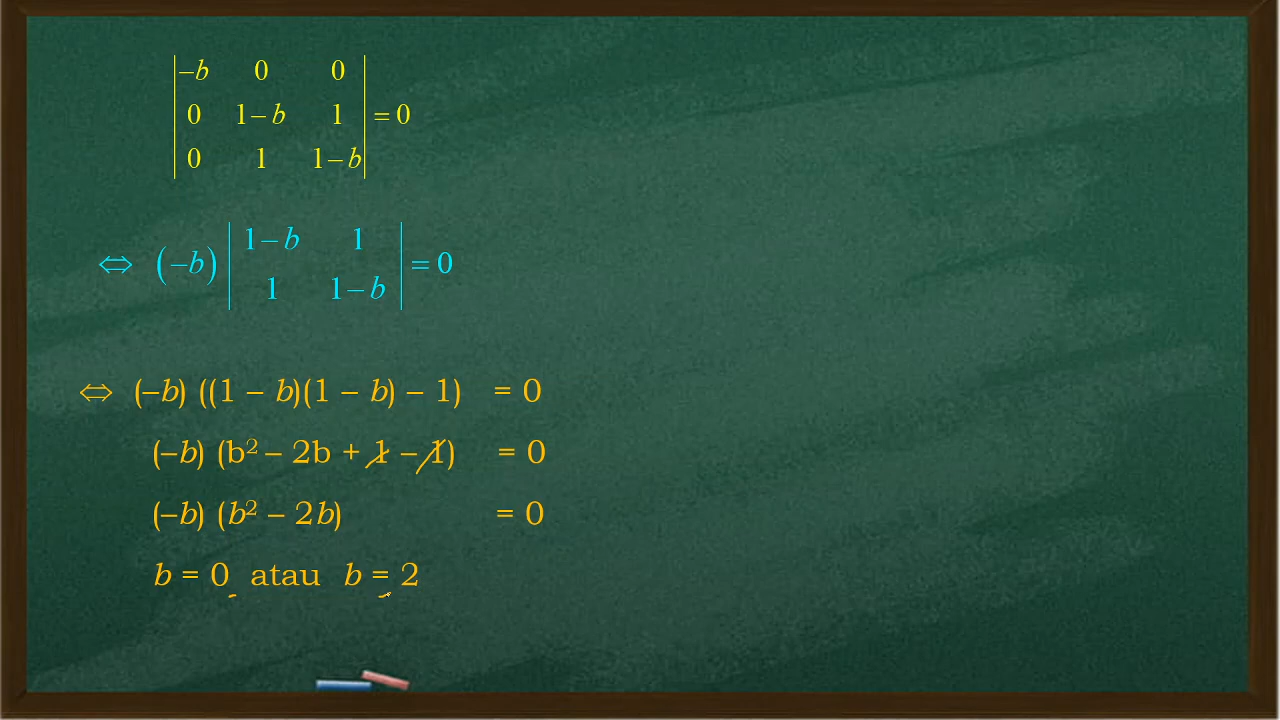 |−b 0 0|
|0 1−b 1| = 0
|0 1 1−b|
⇔ (−b) |1−b 1| = 0
|1 1−b|
⇔ (−b) ((1 − b)(1 − b) − 1) = 0
(−b) (b² − 2b + 1 − 1) = 0
(−b) (b² − 2b) = 0
b = 0 atau b = 2